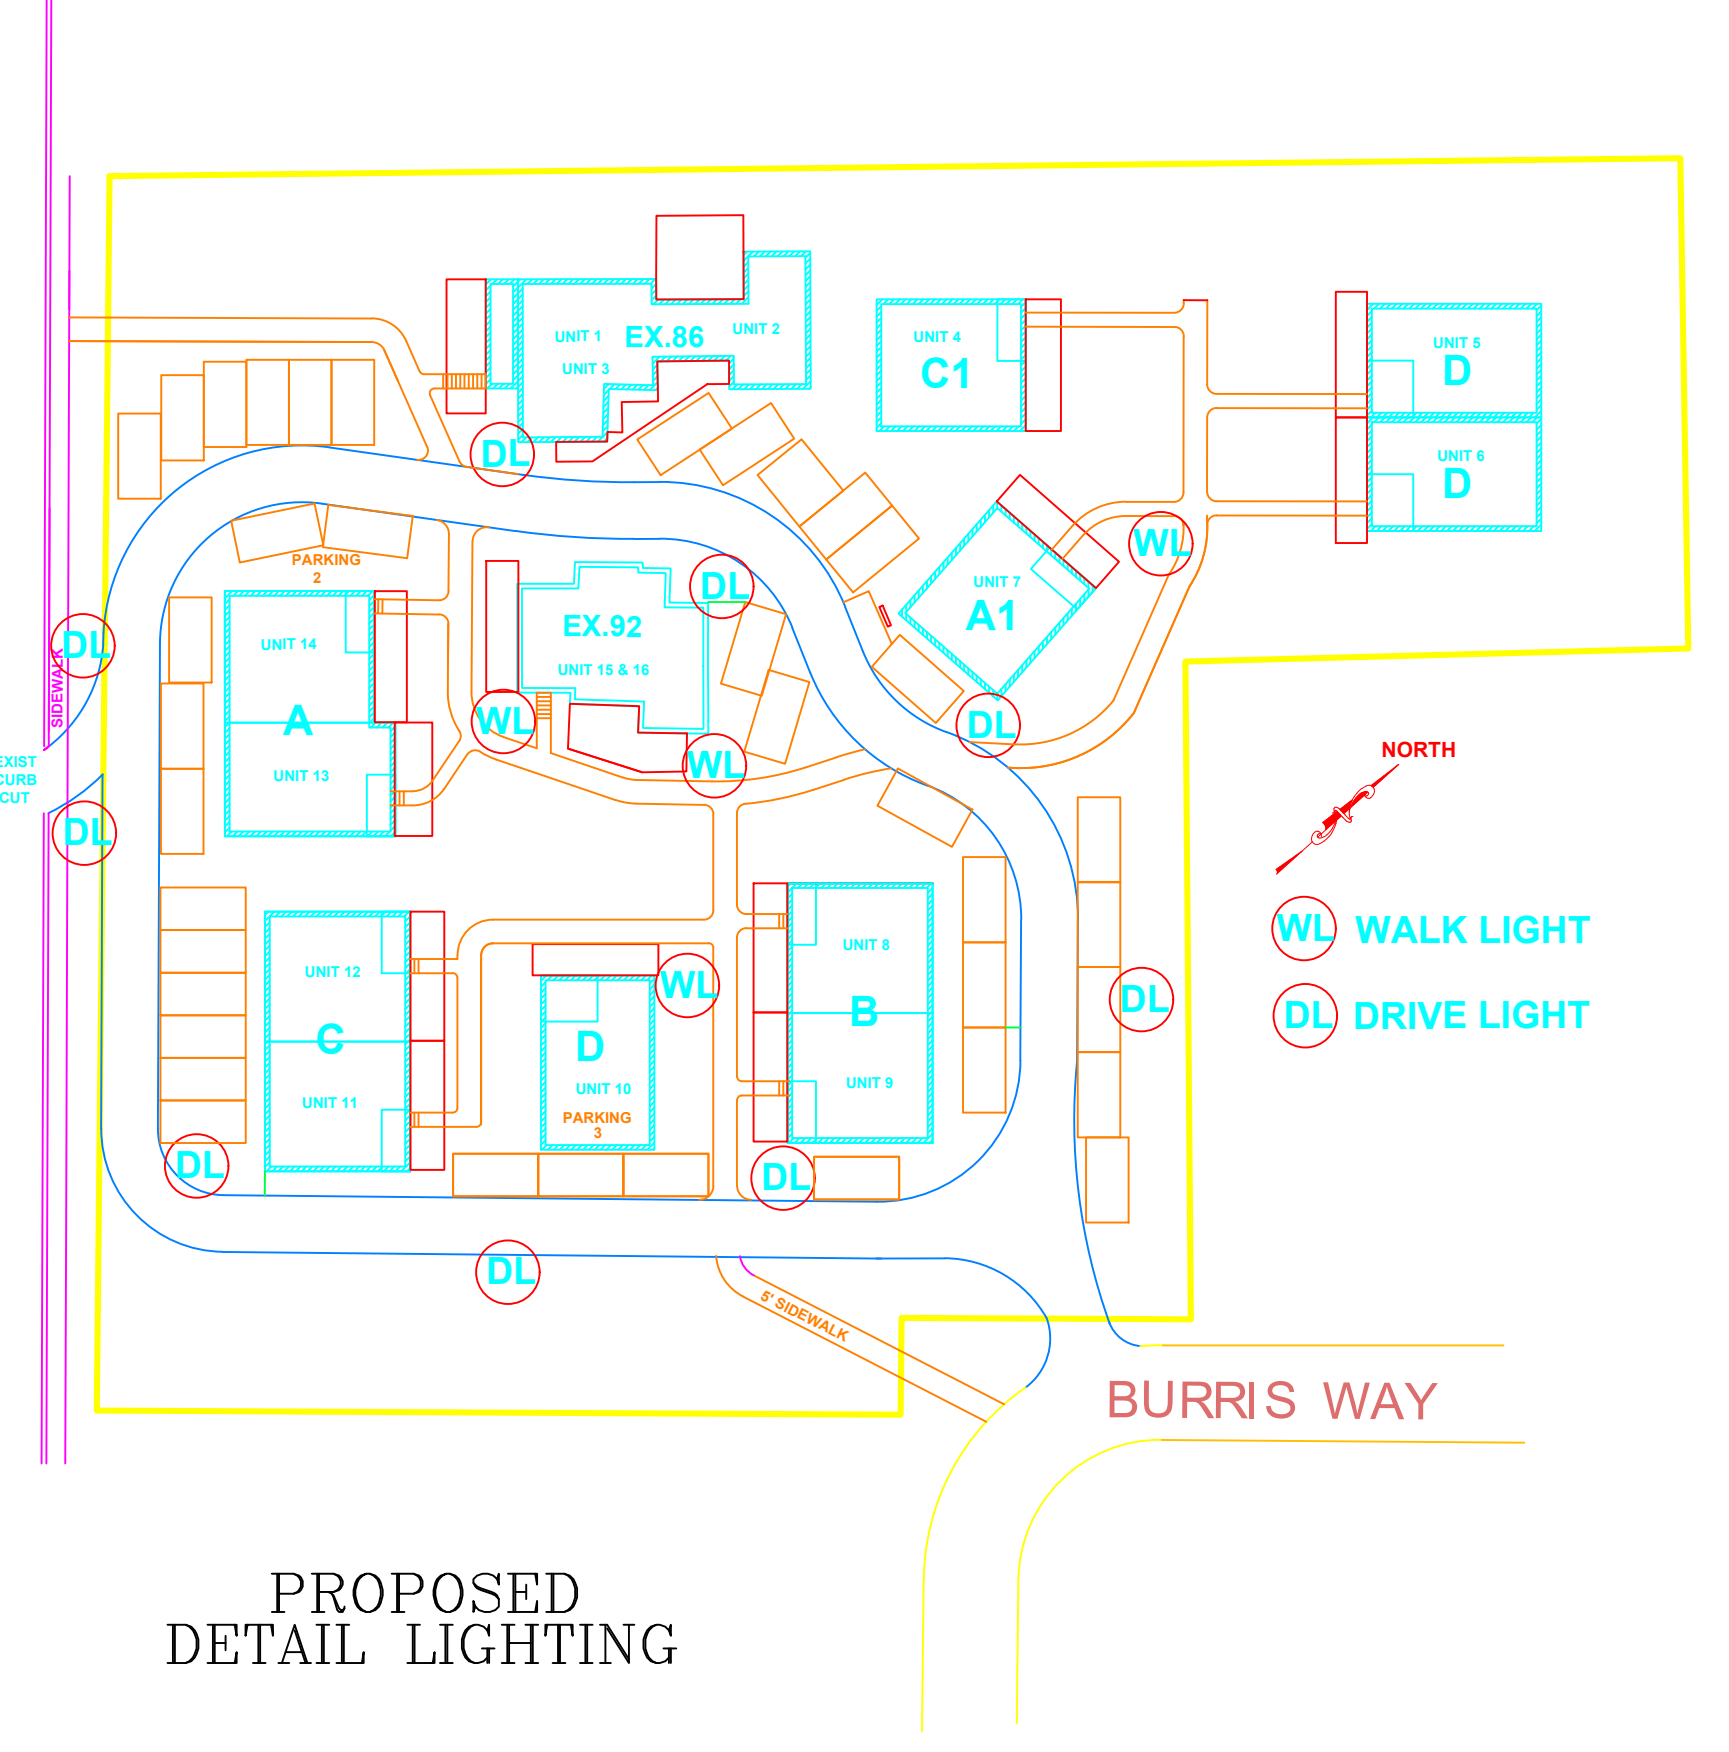 UNIT 1
EX.86
UNIT 2
UNIT 3
UNIT 4
C1
UNIT 5
D
UNIT 6
D
DL
WL
PARKING
2
DL
UNIT 7
A1
EX.92
UNIT 15 & 16
UNIT 14
DL
SIDEWALK
A
WL
DL
WL
NORTH
EXIST
CURB
CUT
UNIT 13
DL
WL WALK LIGHT
UNIT 8
UNIT 12
WL
DL
B
DL DRIVE LIGHT
C
D
UNIT 9
UNIT 10
UNIT 11
PARKING
3
DL
DL
DL
5' SIDEWALK
BURRIS WAY
PROPOSED
DETAIL LIGHTING